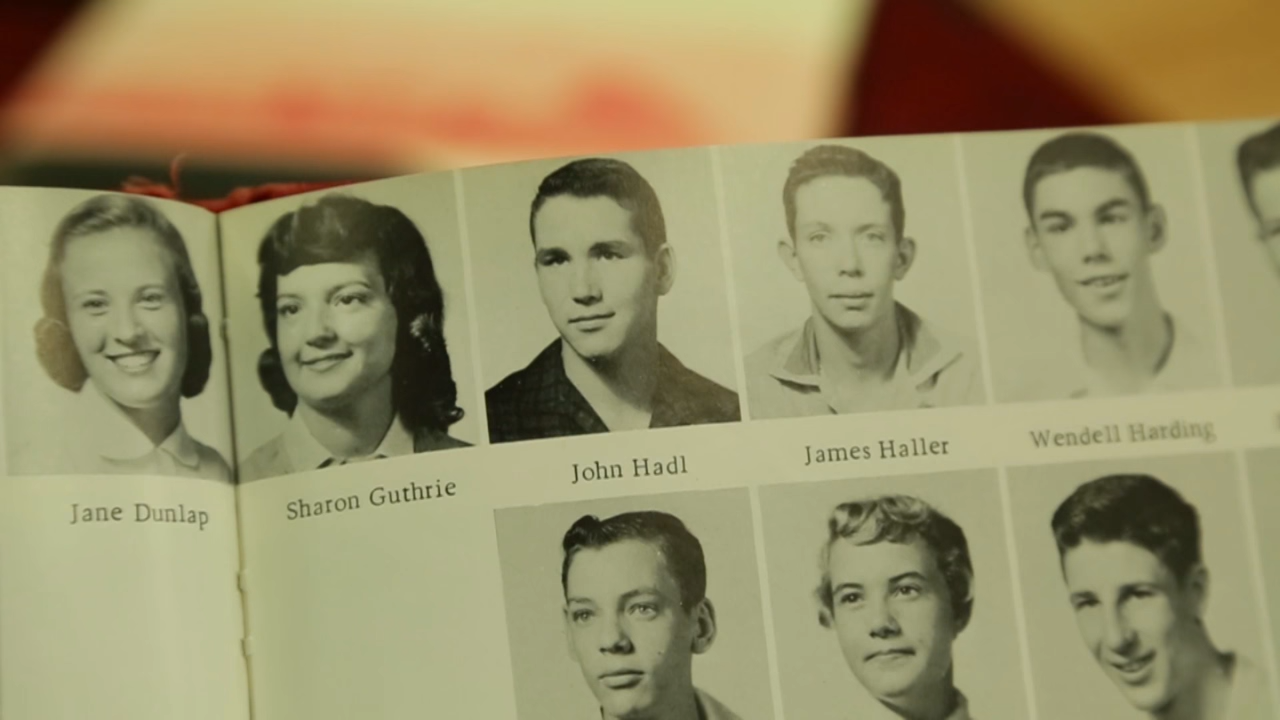 Jane Dunlap
Sharon Guthrie
John Hadl
James Haller
Wendell Harding